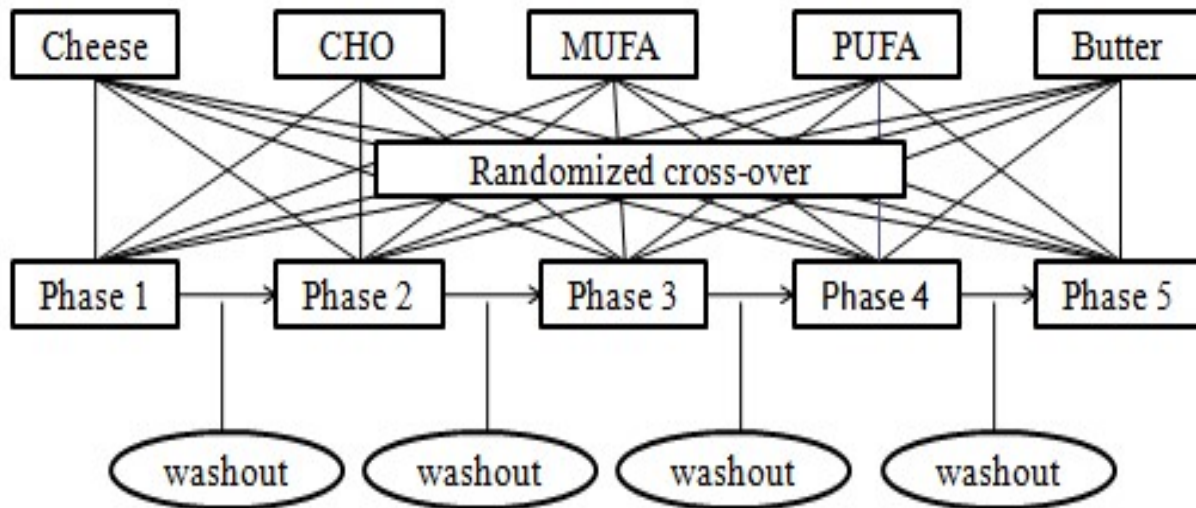 Cheese
CHO
MUFA
PUFA
Butter
Randomized cross-over
Phase 1
Phase 2
Phase 3
Phase 4
Phase 5
washout
washout
washout
washout